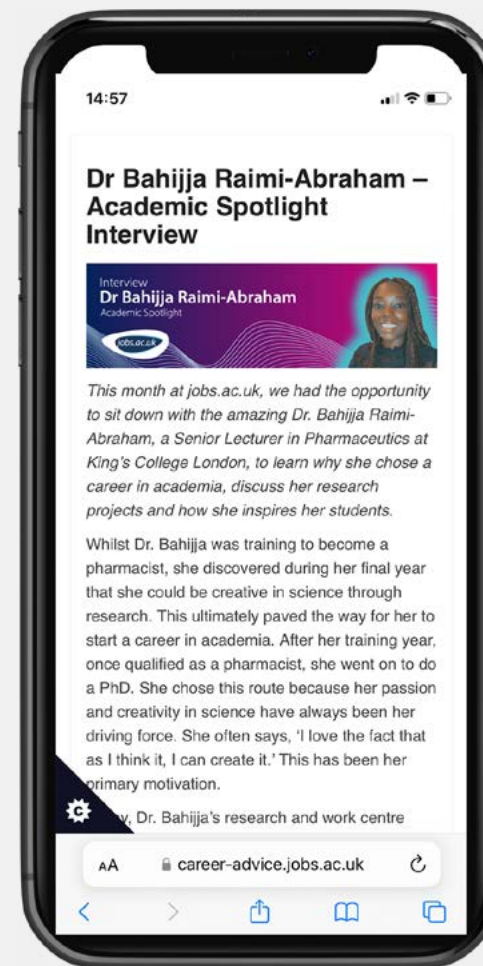 14:57
Dr Bahijja Raimi-Abraham –
Academic Spotlight
Interview
Interview
Dr Bahijja Raimi-Abraham
Academic Spotlight
jobs.ac.uk
This month at jobs.ac.uk, we had the opportunity
to sit down with the amazing Dr. Bahijja Raimi-
Abraham, a Senior Lecturer in Pharmaceutics at
King's College London, to learn why she chose a
career in academia, discuss her research
projects and how she inspires her students.
Whilst Dr. Bahijja was training to become a
pharmacist, she discovered during her final year
that she could be creative in science through
research. This ultimately paved the way for her to
start a career in academia. After her training year,
once qualified as a pharmacist, she went on to do
a PhD. She chose this route because her passion
and creativity in science have always been her
driving force. She often says, ‘I love the fact that
as I think it, I can create it.’ This has been her
primary motivation.
Dr. Bahijja's research and work centre
C
AA career-advice.jobs.ac.uk